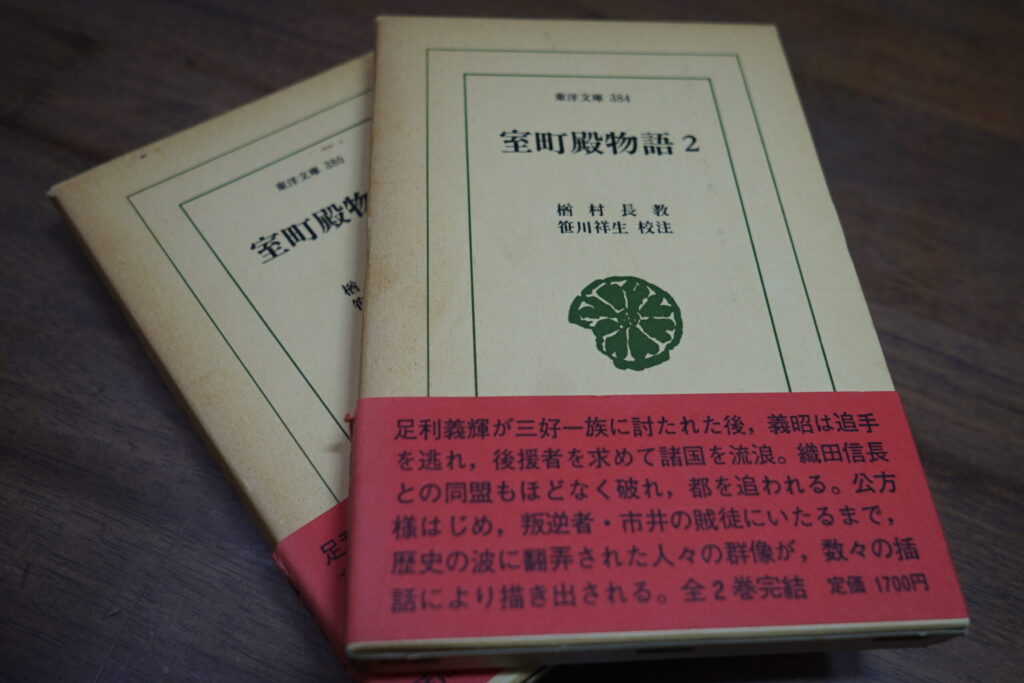 東洋文庫 384
室町殿物語 2
楢村長教
笹川祥生 校注
足利義輝が三好一族に討たれた後，義昭は追手
を逃れ，後援者を求めて諸国を流浪。織田信長
との同盟もほどなく破れ，都を追われる。公方
様はじめ，叛逆者・市井の賊徒にいたるまで，
歴史の波に翻弄された人々の群像が，数々の挿
話により描き出される。全2巻完結 定価 1700円
東洋文庫 380
室町殿物
楢
笹
足